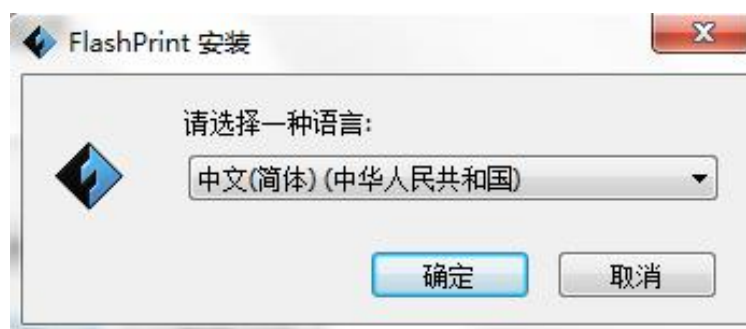 FlashPrint 安装
请选择一种语言:
中文(简体) (中华人民共和国)
确定 取消